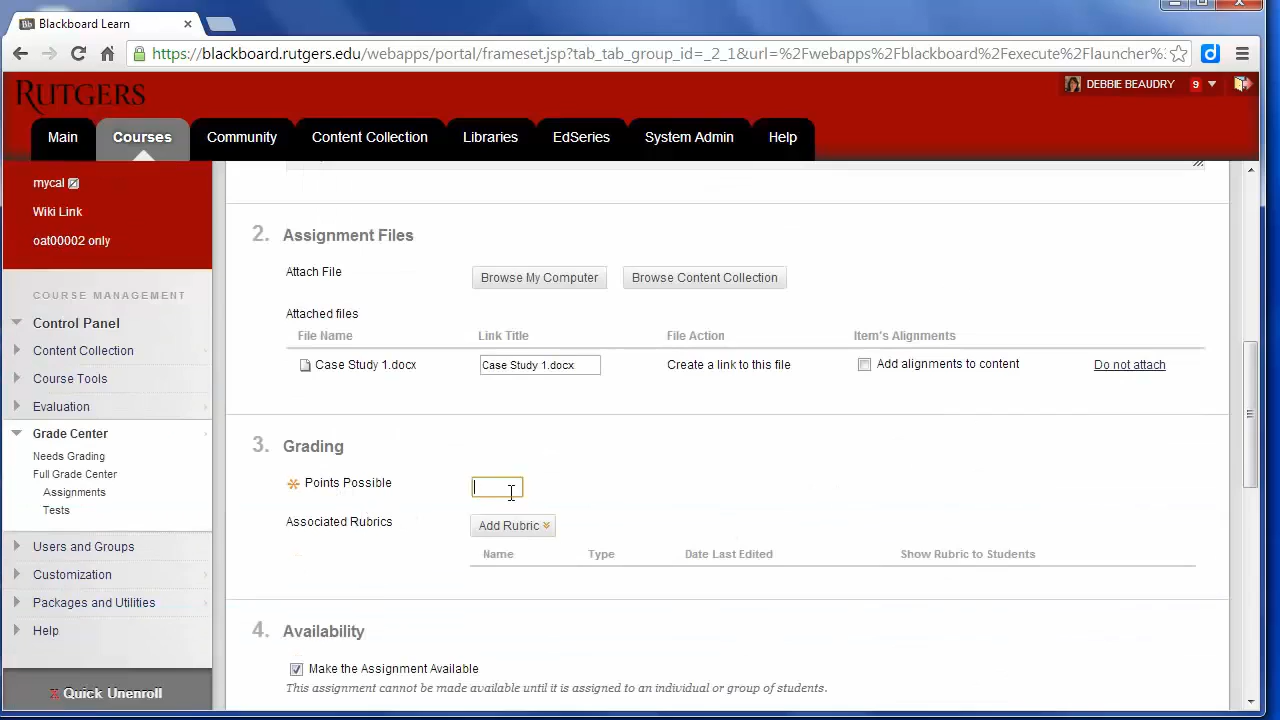 Blackboard Learn
https://blackboard.rutgers.edu/webapps/portal/frameset.jsp?tab_tab_group_id=_2_1&url=%2Fwebapps%2Fblackboard%2Fexecute%2Flauncher%
RUTGERS
DEBBIE BEAUDRY 9
Main Courses Community Content Collection Libraries EdSeries System Admin Help
mycal
Wiki Link
oat00002 only
COURSE MANAGEMENT
Control Panel
Content Collection
Course Tools
Evaluation
Grade Center
Needs Grading
Full Grade Center
Assignments
Tests
Users and Groups
Customization
Packages and Utilities
Help
Quick Unenroll
2. Assignment Files
Attach File Browse My Computer Browse Content Collection
Attached files
File Name Link Title File Action Item's Alignments
Case Study 1.docx Case Study 1.docx Create a link to this file Add alignments to content Do not attach
3. Grading
Points Possible
Associated Rubrics Add Rubric
Name Type Date Last Edited Show Rubric to Students
4. Availability
Make the Assignment Available
This assignment cannot be made available until it is assigned to an individual or group of students.